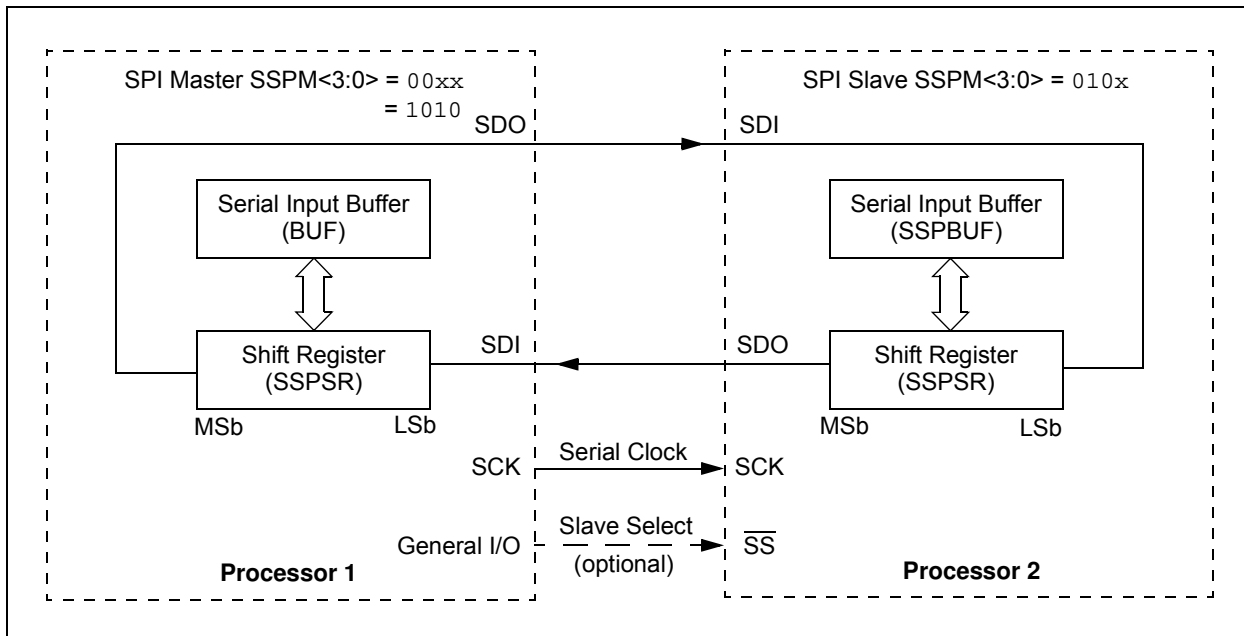 SPI Master SSPM<3:0> = 00xx
= 1010
SPI Slave SSPM<3:0> = 010x
SDO
SDI
Serial Input Buffer
(BUF)
Serial Input Buffer
(SSPBUF)
SDI
SDO
Shift Register
(SSPSR)
Shift Register
(SSPSR)
MSb
LSb
MSb
LSb
SCK
Serial Clock
SCK
General I/O
Slave Select
(optional)
S̅S̅
Processor 1
Processor 2